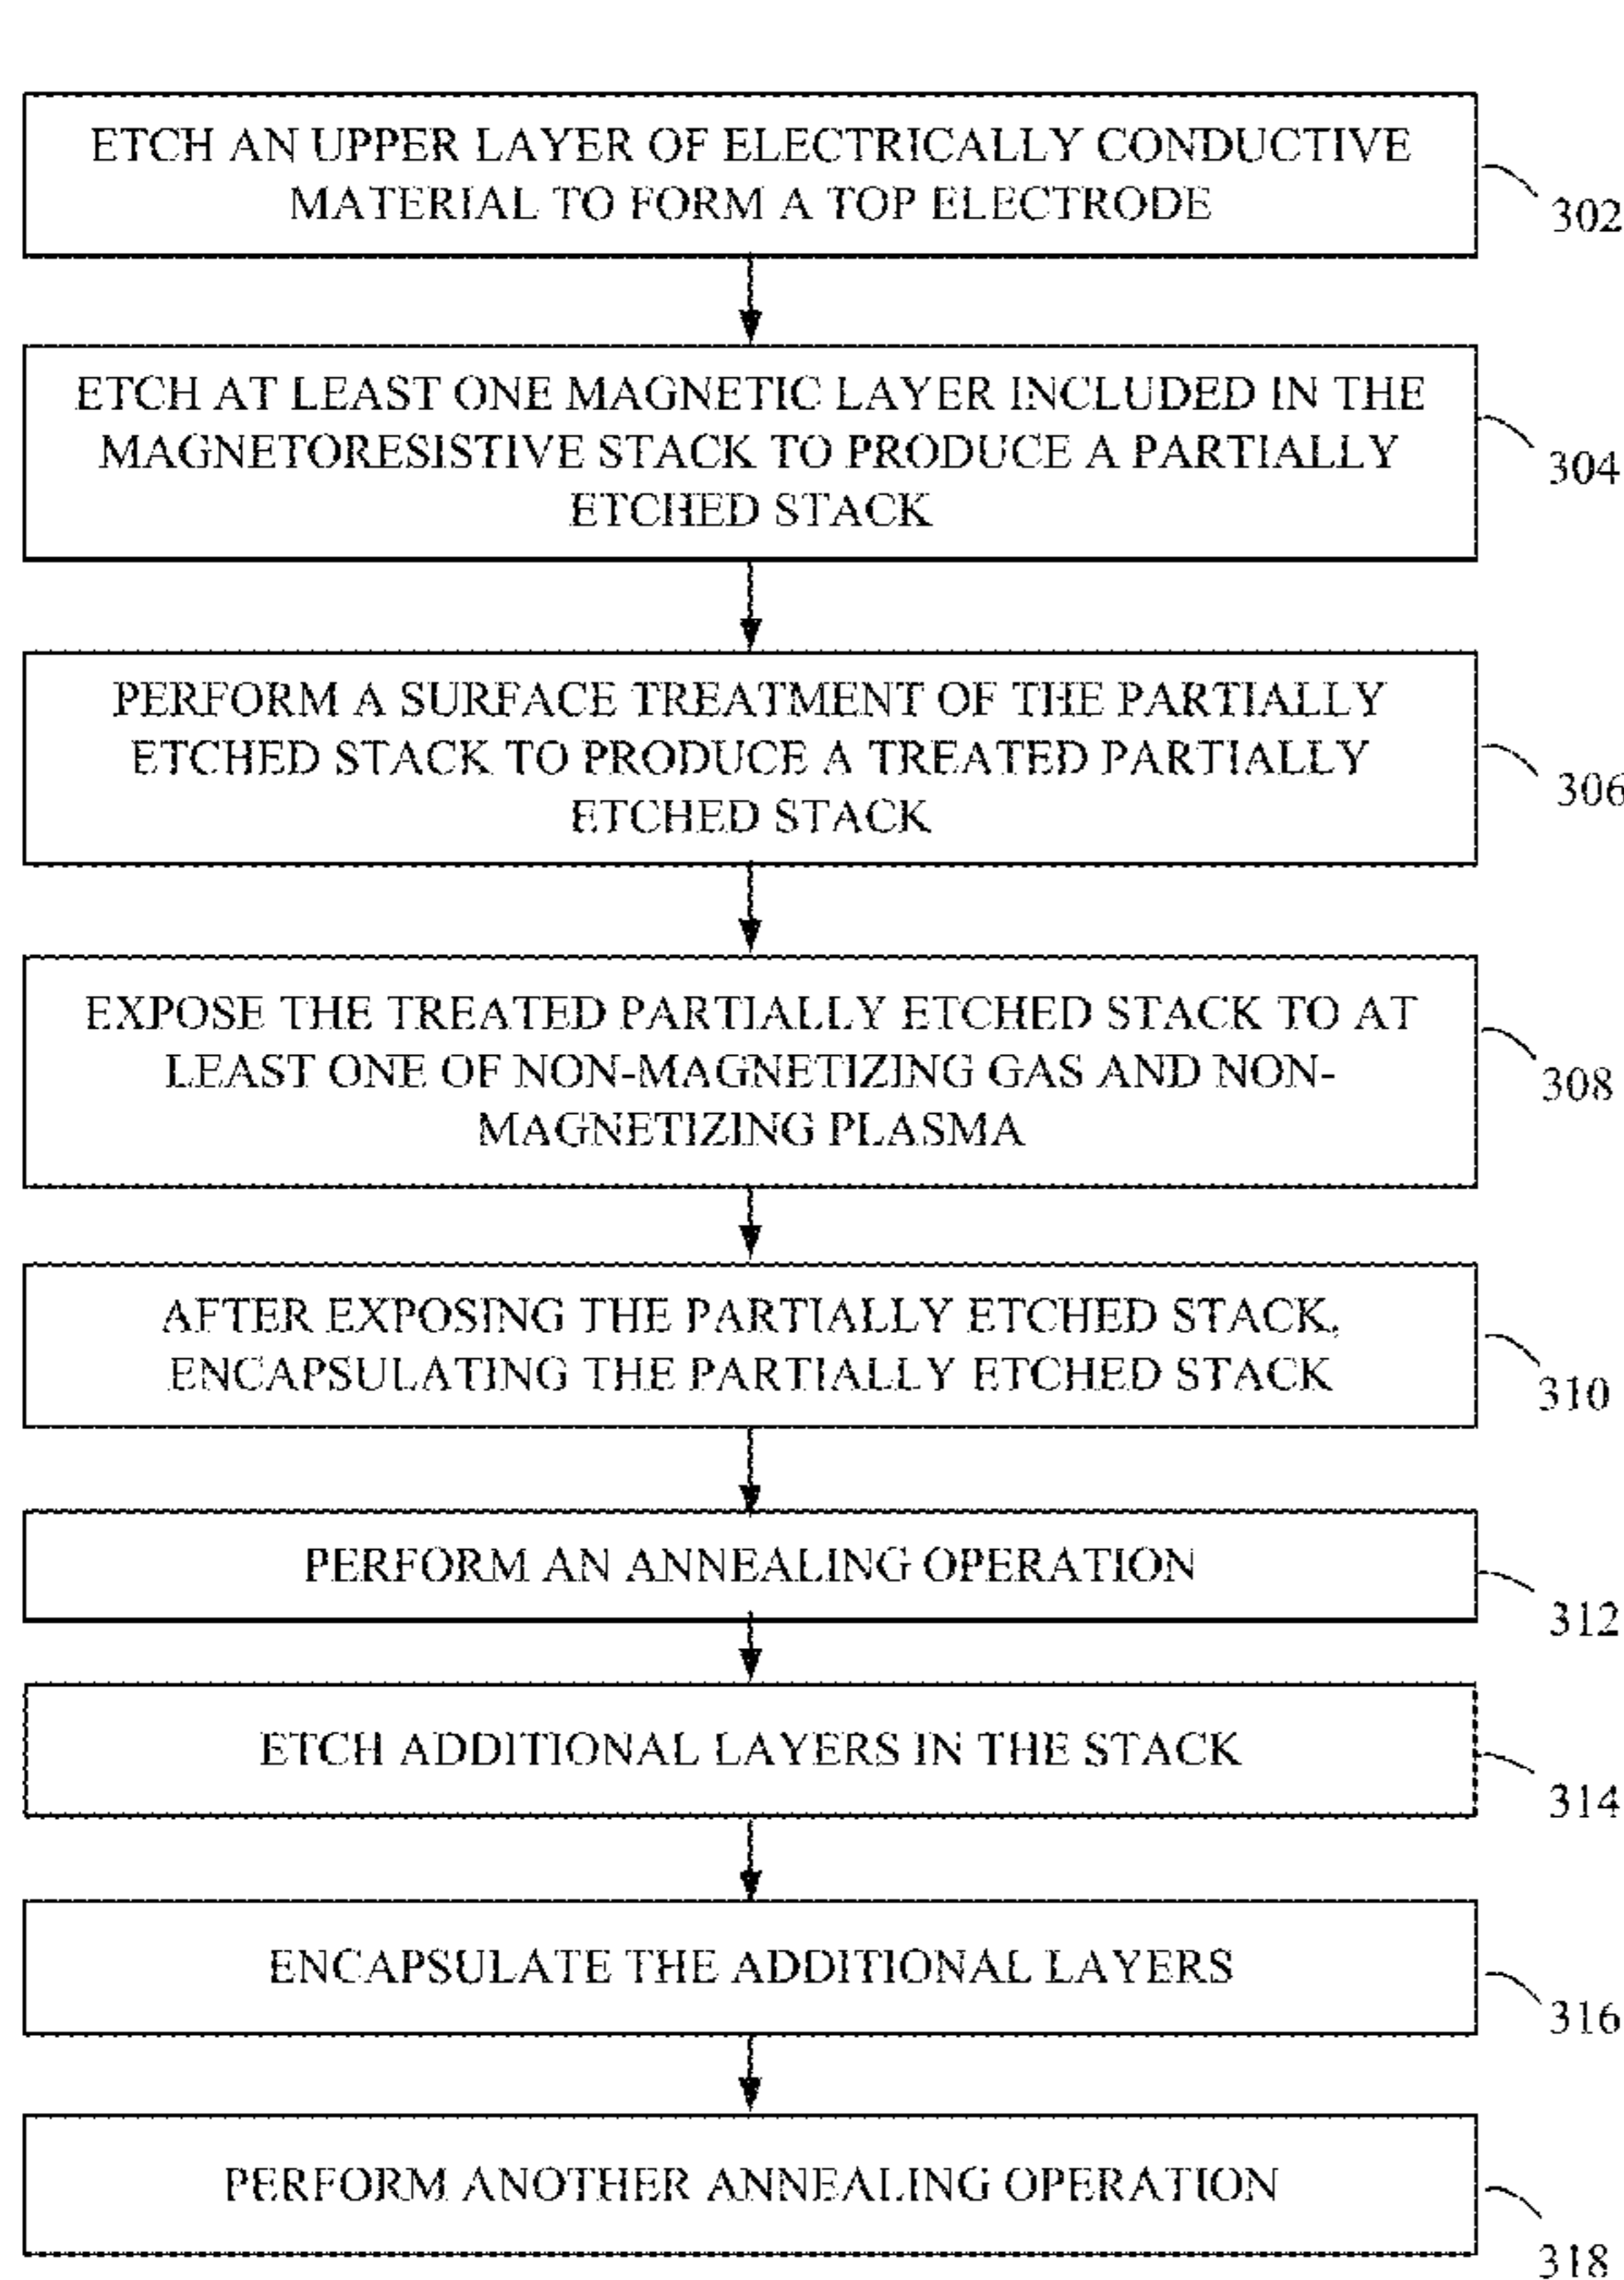 ETCH AN UPPER LAYER OF ELECTRICALLY CONDUCTIVE
MATERIAL TO FORM A TOP ELECTRODE
302
ETCH AT LEAST ONE MAGNETIC LAYER INCLUDED IN THE
MAGNETORESISTIVE STACK TO PRODUCE A PARTIALLY
ETCHED STACK
304
PERFORM A SURFACE TREATMENT OF THE PARTIALLY
ETCHED STACK TO PRODUCE A TREATED PARTIALLY
ETCHED STACK
306
EXPOSE THE TREATED PARTIALLY ETCHED STACK TO AT
LEAST ONE OF NON-MAGNETIZING GAS AND NON-
MAGNETIZING PLASMA
308
AFTER EXPOSING THE PARTIALLY ETCHED STACK,
ENCAPSULATING THE PARTIALLY ETCHED STACK
310
PERFORM AN ANNEALING OPERATION
312
ETCH ADDITIONAL LAYERS IN THE STACK
314
ENCAPSULATE THE ADDITIONAL LAYERS
316
PERFORM ANOTHER ANNEALING OPERATION
318